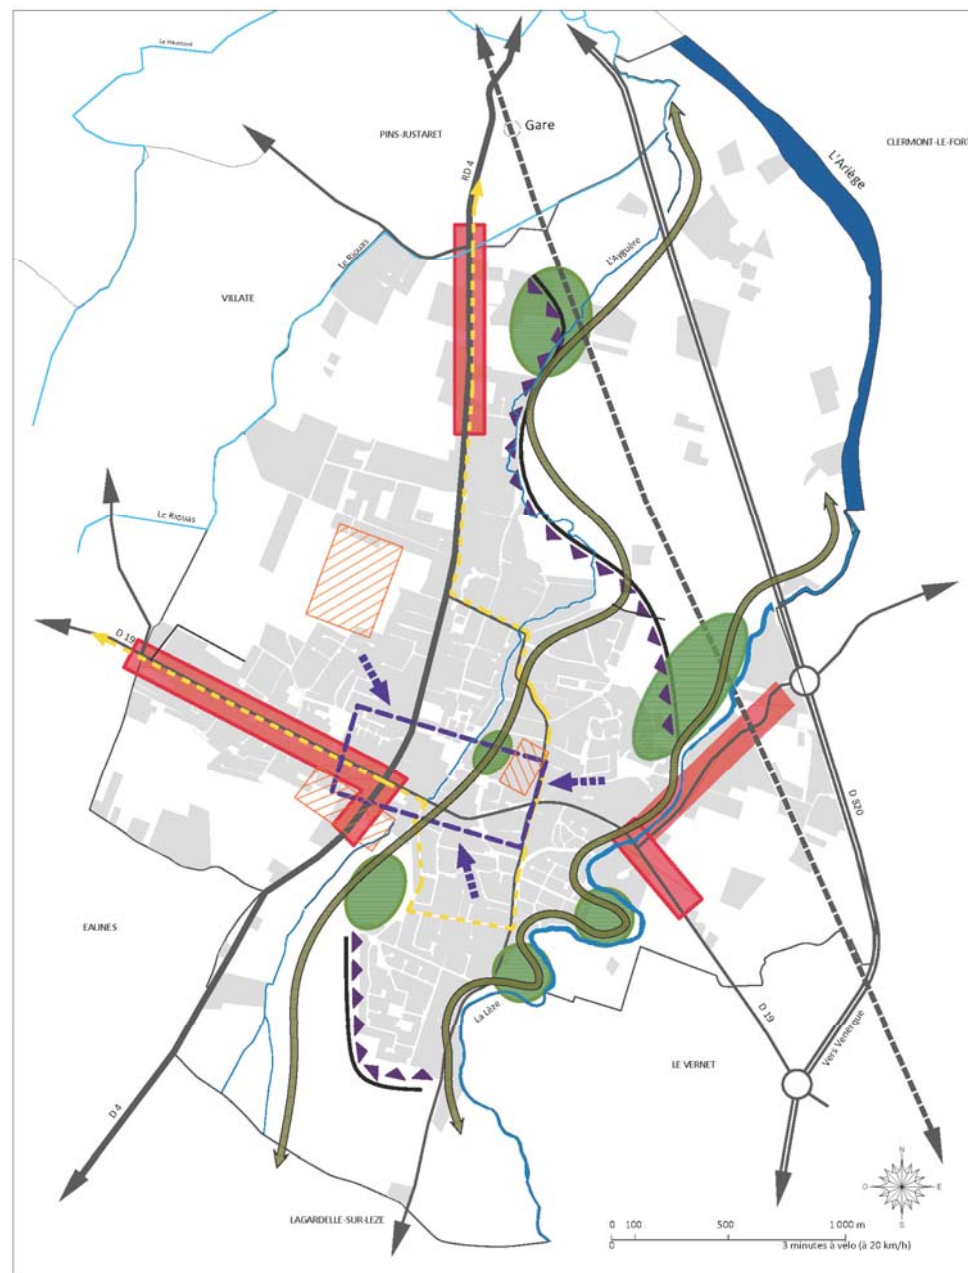 Le Haumont
PINS-JUSTARET
Gare
CLERMONT-LE-FORT
L'Ariège
RD 4
Le Riouas
L'Ayguère
VILLATE
Le Riouas
D 19
D 820
EAUNES
La Lèze
D 19
Vers Venerque
LE VERNET
D 4
LAGARDELLE-SUR-LEZE
N
O
E
S
0 100 500 1 000 m
0 3 minutes à vélo (à 20 km/h)